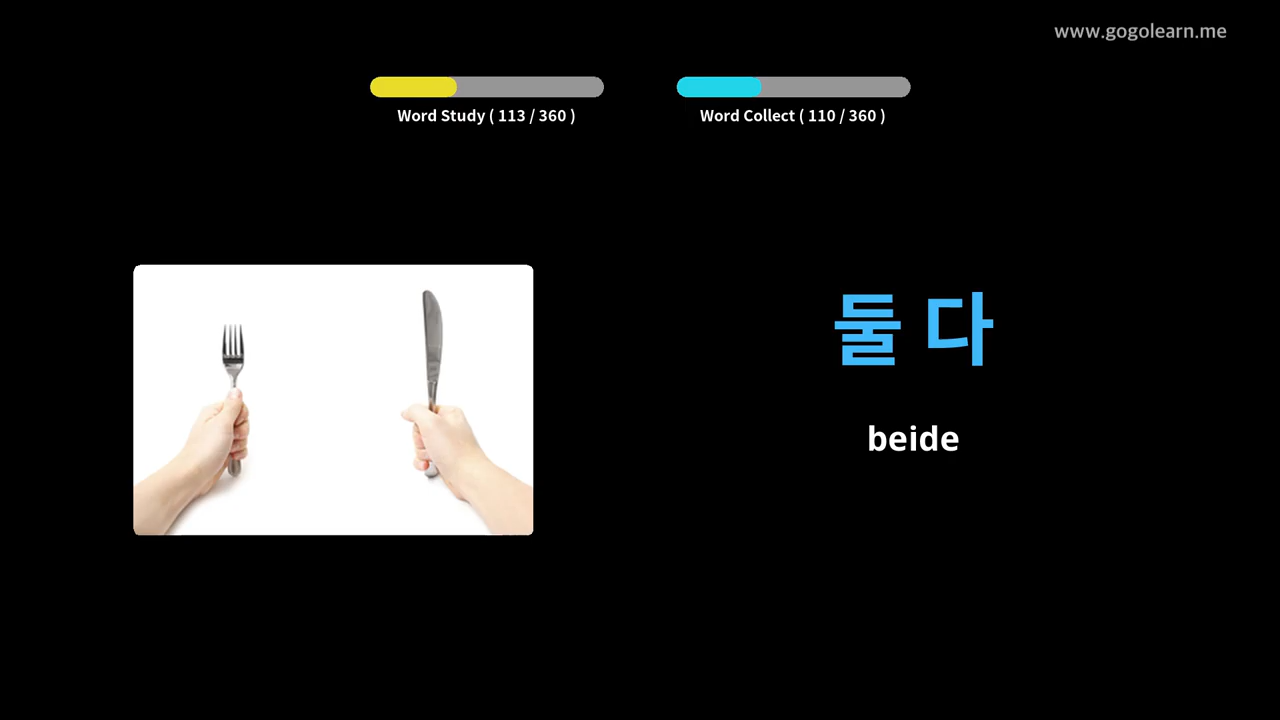 www.gogolearn.me
Word Study ( 113 / 360 )
Word Collect ( 110 / 360 )
둘 다
beide